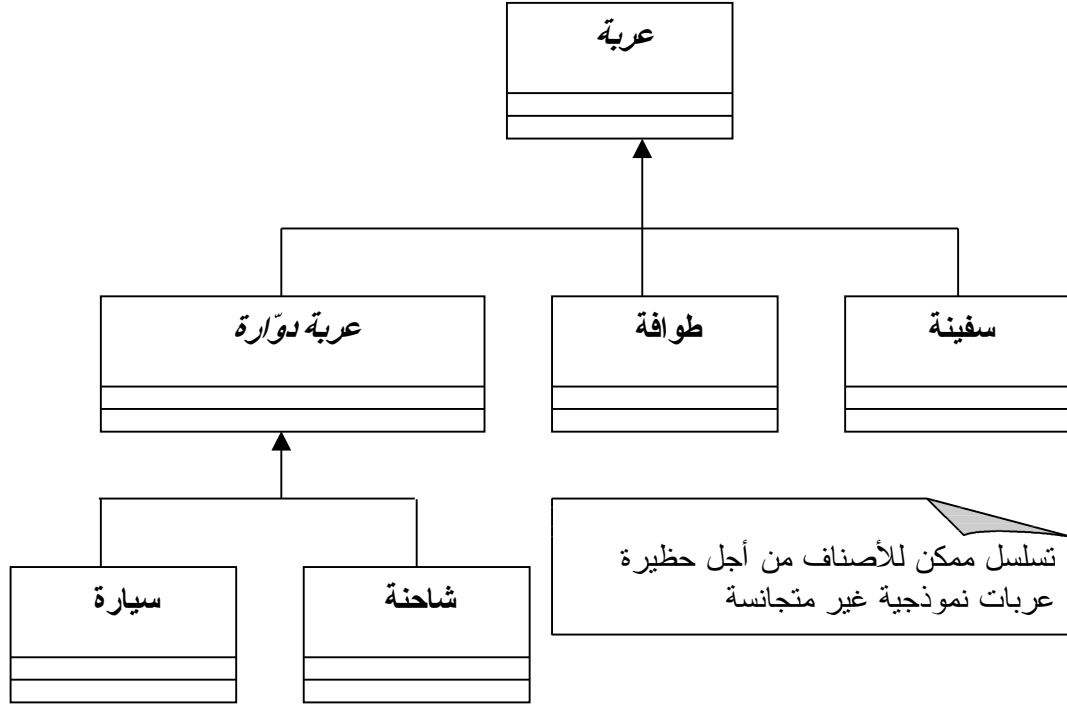 عربة
سفينة
طوافة
عربة دوّارة
تسلسل ممكن للأصناف من أجل حظيرة
عربات نموذجية غير متجانسة
شاحنة
سيارة